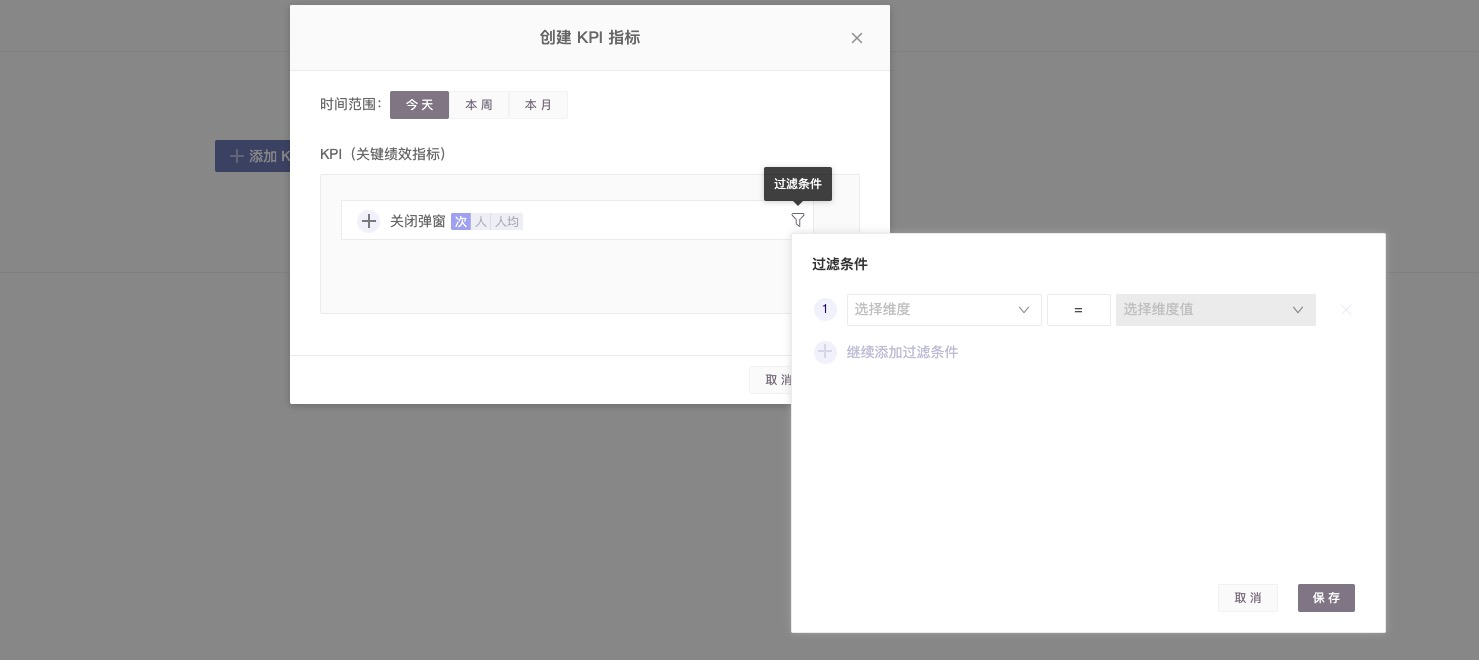 创建 KPI 指标
时间范围： 今天 本周 本月
添加 K
KPI（关键绩效指标）
过滤条件
关闭弹窗 次 人 人均
过滤条件
1 选择维度 = 选择维度值
继续添加过滤条件
取消
取消 保存